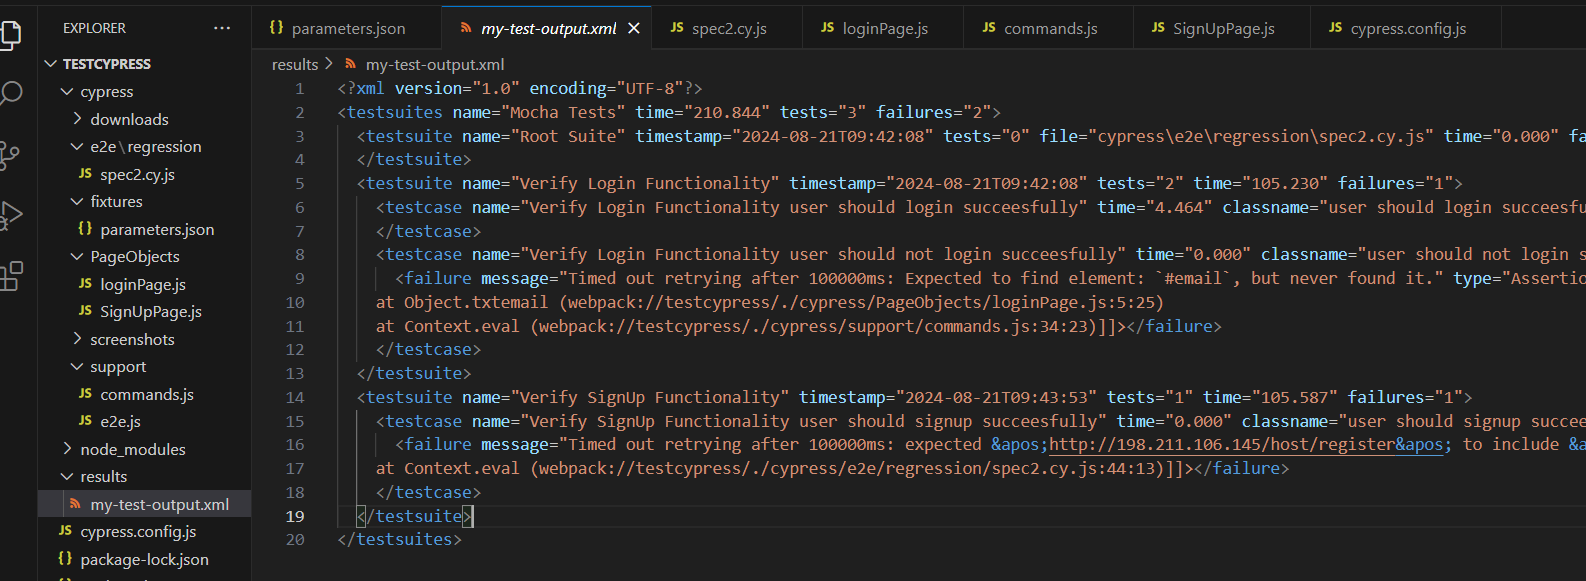 EXPLORER
···
TESTCYPRESS
cypress
downloads
e2e\regression
JS spec2.cy.js
fixtures
{} parameters.json
PageObjects
JS loginPage.js
JS SignUpPage.js
screenshots
support
JS commands.js
JS e2e.js
node_modules
results
my-test-output.xml
JS cypress.config.js
{} package-lock.json
{} parameters.json
my-test-output.xml
JS spec2.cy.js
JS loginPage.js
JS commands.js
JS SignUpPage.js
JS cypress.config.js
results > my-test-output.xml
1 <?xml version="1.0" encoding="UTF-8"?>
2 <testsuites name="Mocha Tests" time="210.844" tests="3" failures="2">
3 <testsuite name="Root Suite" timestamp="2024-08-21T09:42:08" tests="0" file="cypress\e2e\regression\spec2.cy.js" time="0.000" fa
4 </testsuite>
5 <testsuite name="Verify Login Functionality" timestamp="2024-08-21T09:42:08" tests="2" time="105.230" failures="1">
6 <testcase name="Verify Login Functionality user should login succeesfully" time="4.464" classname="user should login succeesfu
7 </testcase>
8 <testcase name="Verify Login Functionality user should not login succeesfully" time="0.000" classname="user should not login s
9 <failure message="Timed out retrying after 100000ms: Expected to find element: `#email`, but never found it." type="Assertio
10 at Object.txtemail (webpack://testcypress/./cypress/PageObjects/loginPage.js:5:25)
11 at Context.eval (webpack://testcypress/./cypress/support/commands.js:34:23)]]></failure>
12 </testcase>
13 </testsuite>
14 <testsuite name="Verify SignUp Functionality" timestamp="2024-08-21T09:43:53" tests="1" time="105.587" failures="1">
15 <testcase name="Verify SignUp Functionality user should signup succeesfully" time="0.000" classname="user should signup succee
16 <failure message="Timed out retrying after 100000ms: expected &apos;http://198.211.106.145/host/register&apos; to include &a
17 at Context.eval (webpack://testcypress/./cypress/e2e/regression/spec2.cy.js:44:13)]]></failure>
18 </testcase>
19 </testsuite>
20 </testsuites>